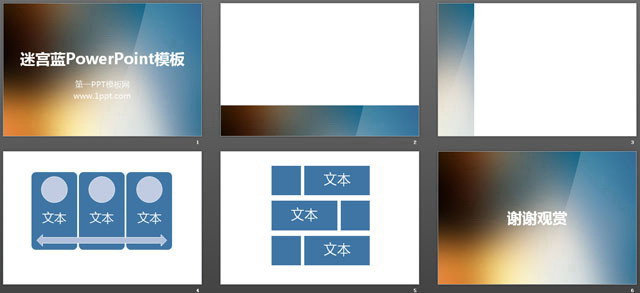 迷宫蓝PowerPoint模板
第一PPT模板网
www.1ppt.com
1
2
3
文本 文本 文本
4
文本
文本
文本
5
谢谢观赏
6